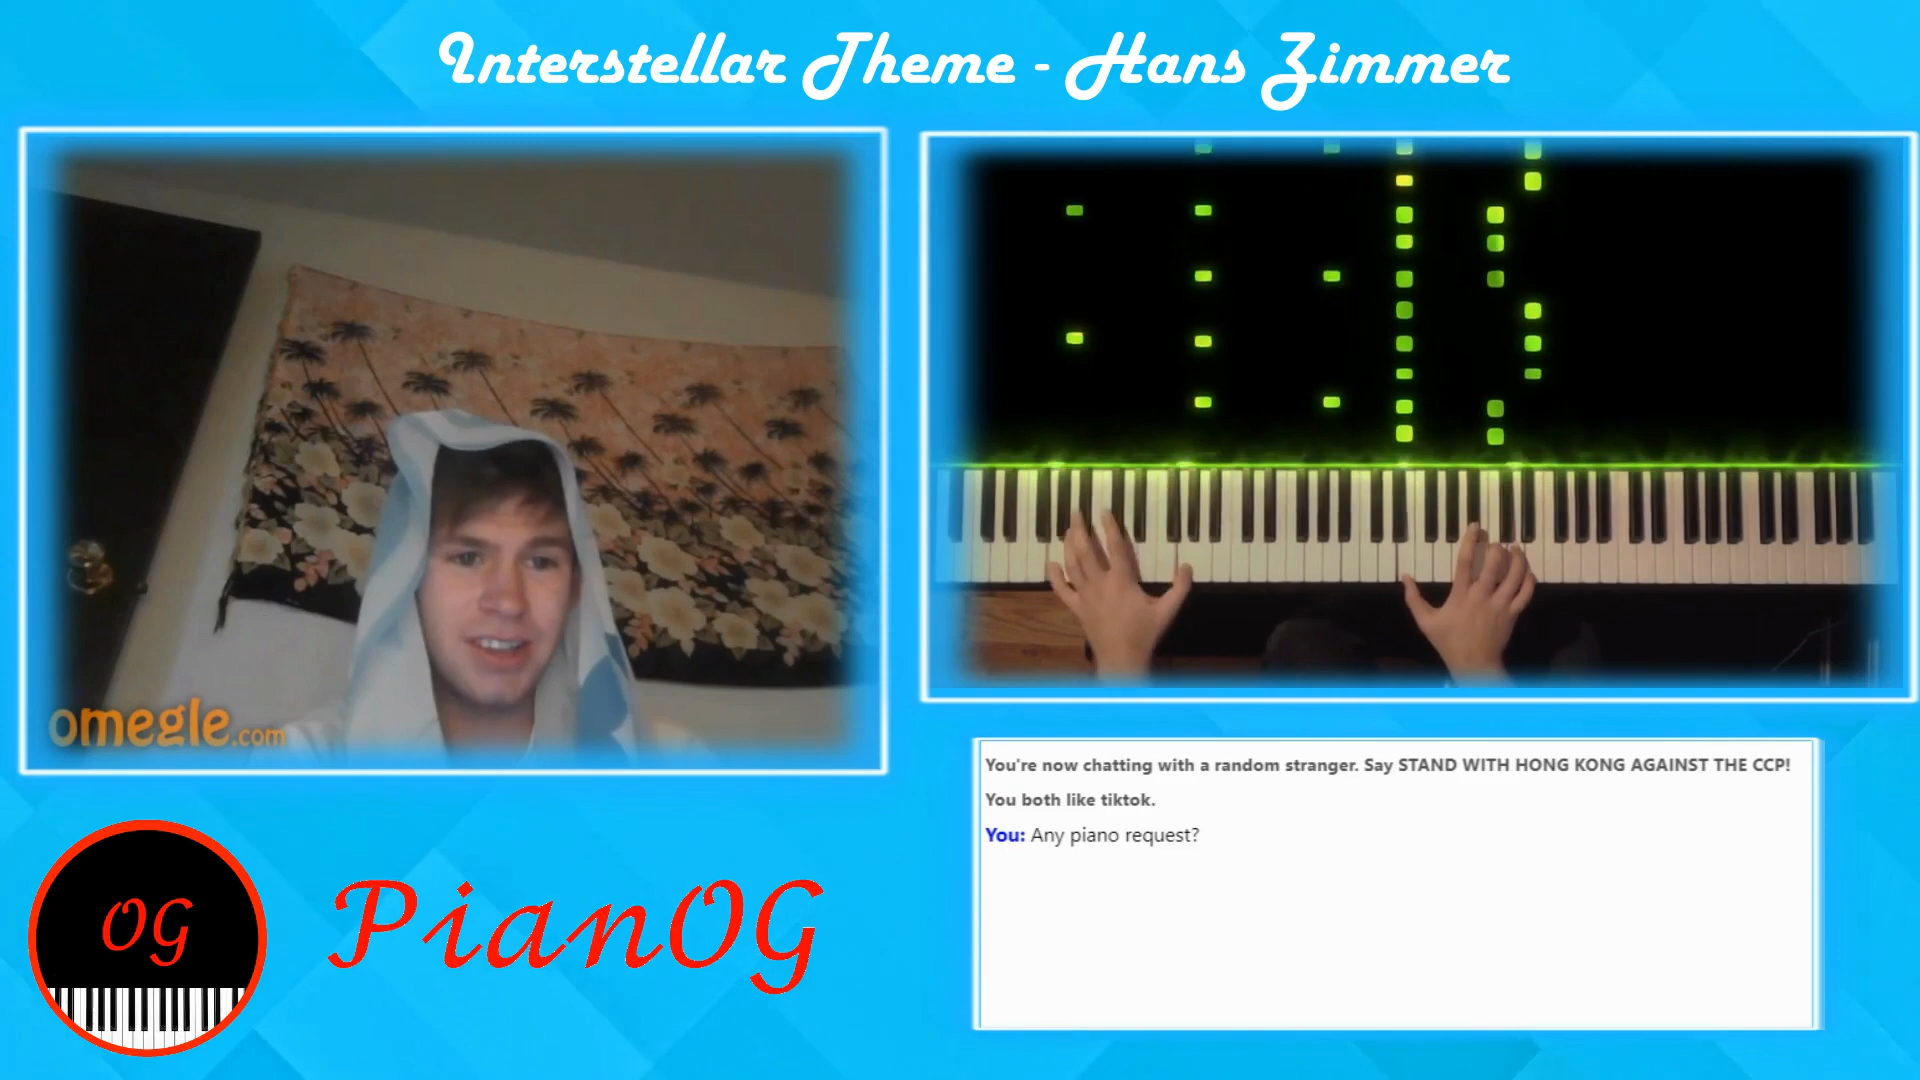 Interstellar Theme - Hans Zimmer
omegle.com
You're now chatting with a random stranger. Say STAND WITH HONG KONG AGAINST THE CCP!
You both like tiktok.
You: Any piano request?
OG
PianOG